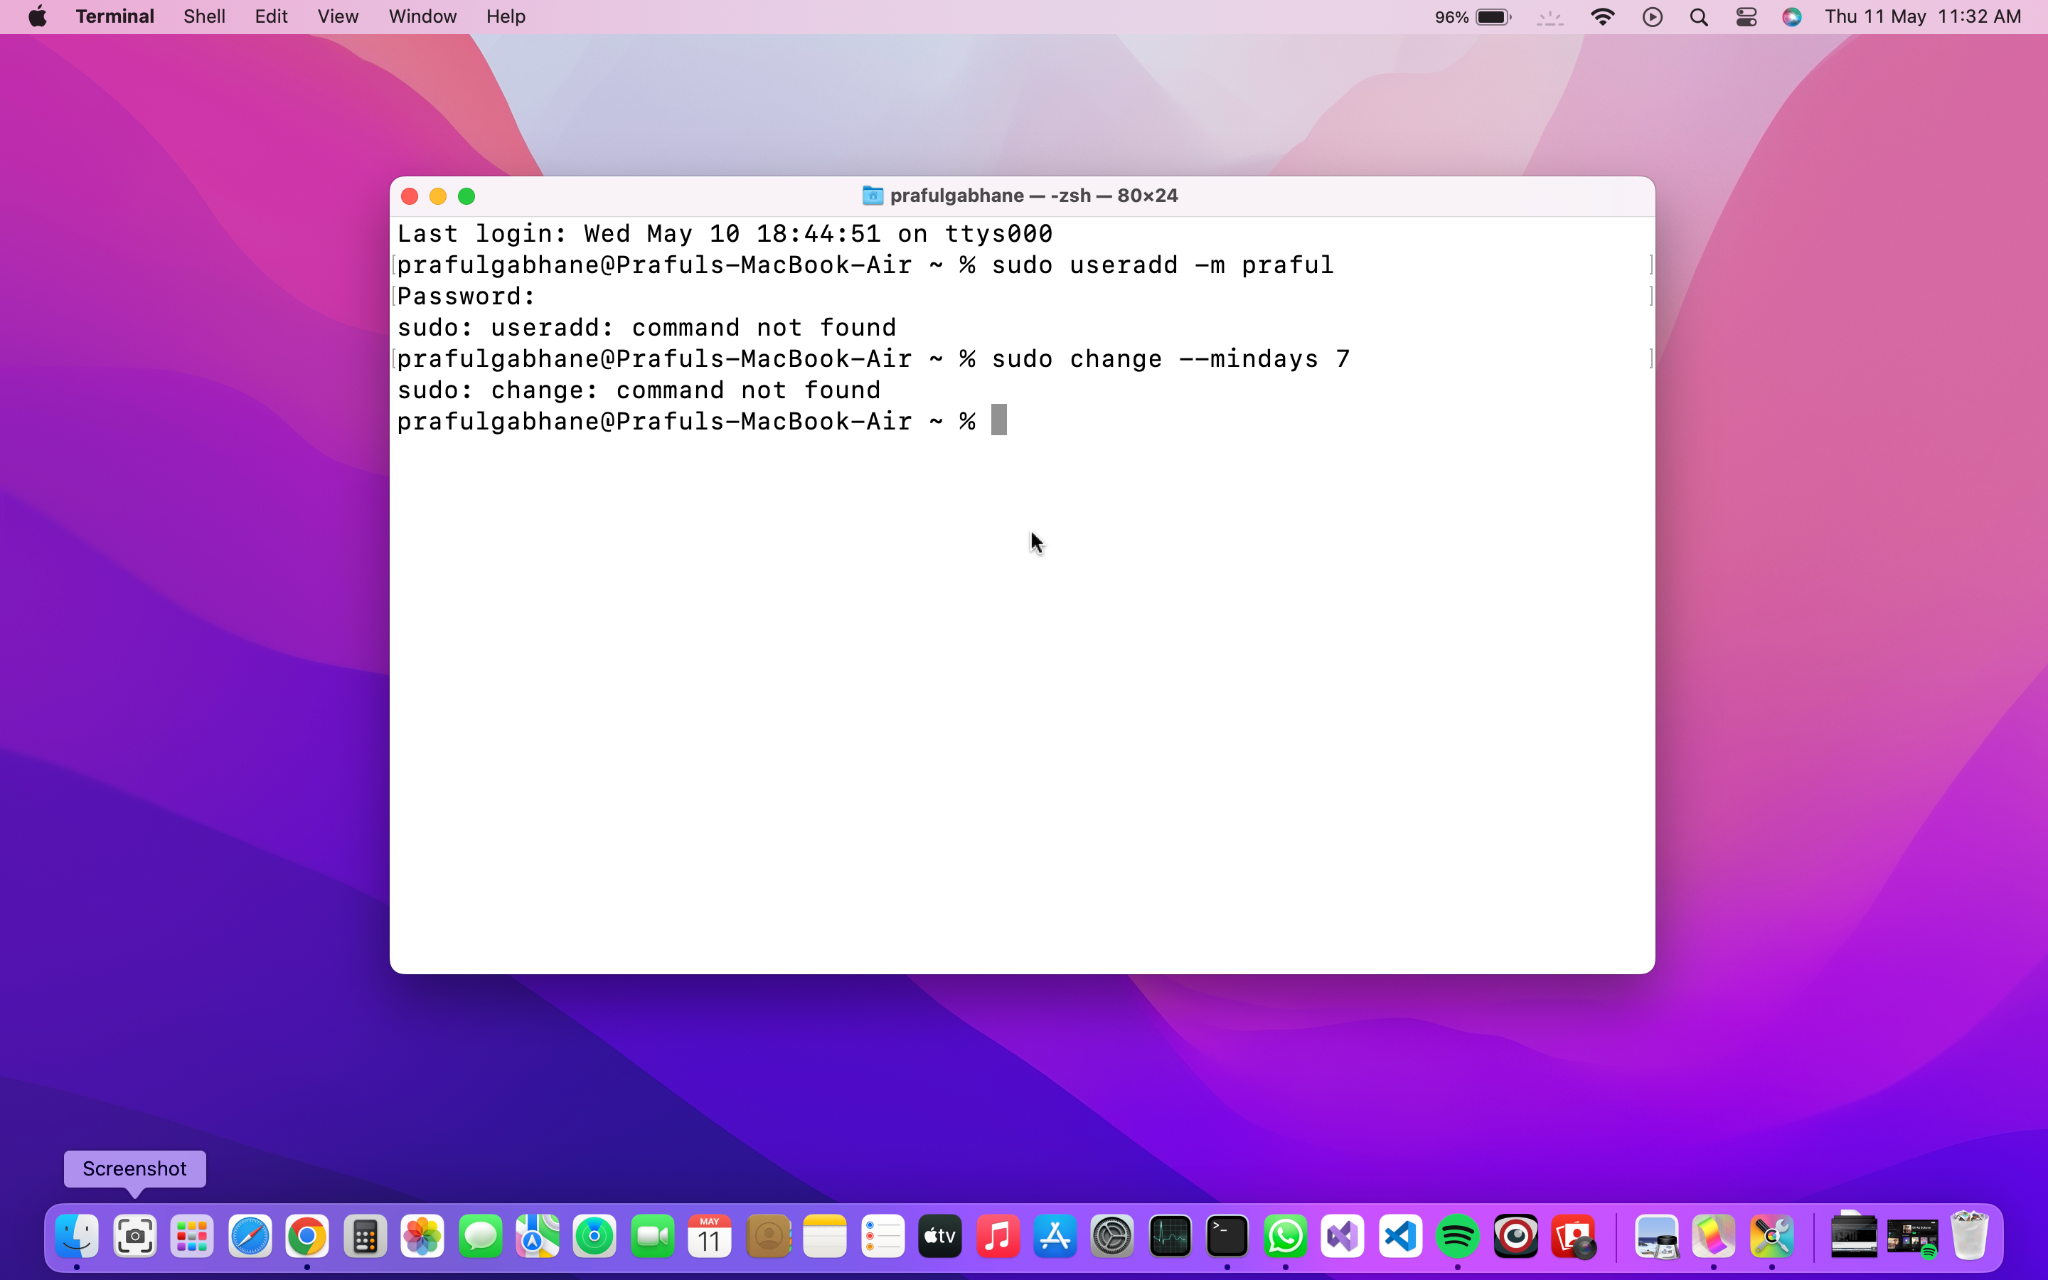 Terminal Shell Edit View Window Help 96% Thu 11 May 11:32 AM
prafulgabhane — -zsh — 80×24
Last login: Wed May 10 18:44:51 on ttys000
[prafulgabhane@Prafuls-MacBook-Air ~ % sudo useradd -m praful ]
[Password: ]
sudo: useradd: command not found
[prafulgabhane@Prafuls-MacBook-Air ~ % sudo change --mindays 7 ]
sudo: change: command not found
prafulgabhane@Prafuls-MacBook-Air ~ %
Screenshot
MAY
11
tv
>_